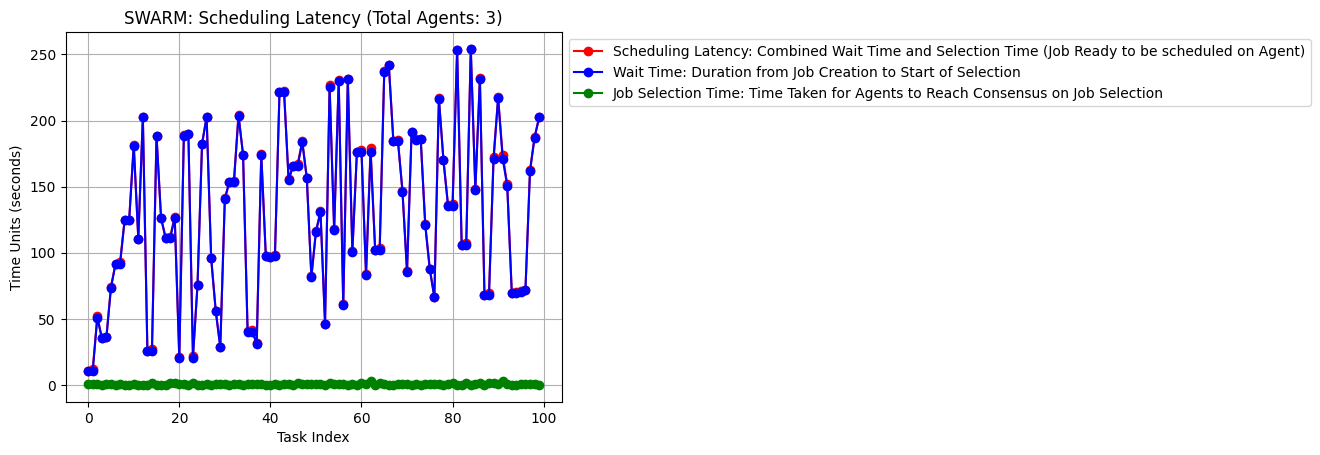 SWARM: Scheduling Latency (Total Agents: 3)
Scheduling Latency: Combined Wait Time and Selection Time (Job Ready to be scheduled on Agent)
Wait Time: Duration from Job Creation to Start of Selection
Job Selection Time: Time Taken for Agents to Reach Consensus on Job Selection
Time Units (seconds)
250
200
150
100
50
0
0 20 40 60 80 100
Task Index